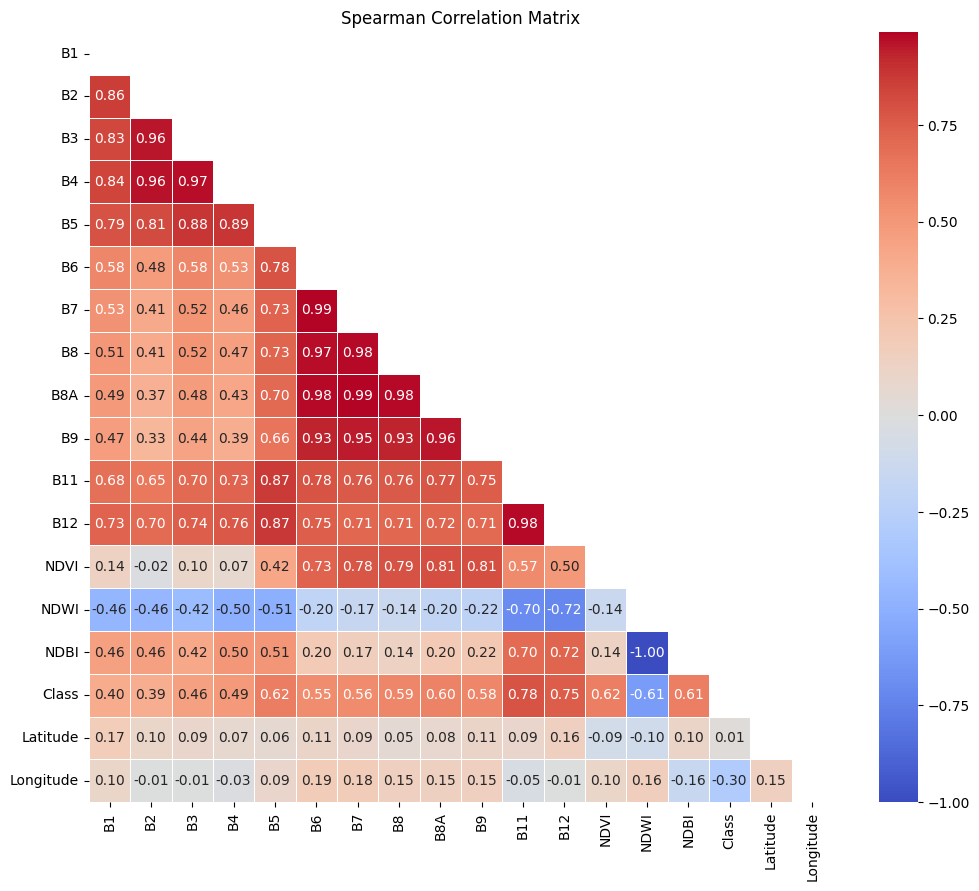 Spearman Correlation Matrix
B1
B2 0.86
B3 0.83 0.96
B4 0.84 0.96 0.97
B5 0.79 0.81 0.88 0.89
B6 0.58 0.48 0.58 0.53 0.78
B7 0.53 0.41 0.52 0.46 0.73 0.99
B8 0.51 0.41 0.52 0.47 0.73 0.97 0.98
B8A 0.49 0.37 0.48 0.43 0.70 0.98 0.99 0.98
B9 0.47 0.33 0.44 0.39 0.66 0.93 0.95 0.93 0.96
B11 0.68 0.65 0.70 0.73 0.87 0.78 0.76 0.76 0.77 0.75
B12 0.73 0.70 0.74 0.76 0.87 0.75 0.71 0.71 0.72 0.71 0.98
NDVI 0.14 -0.02 0.10 0.07 0.42 0.73 0.78 0.79 0.81 0.81 0.57 0.50
NDWI -0.46 -0.46 -0.42 -0.50 -0.51 -0.20 -0.17 -0.14 -0.20 -0.22 -0.70 -0.72 -0.14
NDBI 0.46 0.46 0.42 0.50 0.51 0.20 0.17 0.14 0.20 0.22 0.70 0.72 0.14 -1.00
Class 0.40 0.39 0.46 0.49 0.62 0.55 0.56 0.59 0.60 0.58 0.78 0.75 0.62 -0.61 0.61
Latitude 0.17 0.10 0.09 0.07 0.06 0.11 0.09 0.05 0.08 0.11 0.09 0.16 -0.09 -0.10 0.10 0.01
Longitude 0.10 -0.01 -0.01 -0.03 0.09 0.19 0.18 0.15 0.15 0.15 -0.05 -0.01 0.10 0.16 -0.16 -0.30 0.15
B1 B2 B3 B4 B5 B6 B7 B8 B8A B9 B11 B12 NDVI NDWI NDBI Class Latitude Longitude
0.75
0.50
0.25
0.00
−0.25
−0.50
−0.75
−1.00